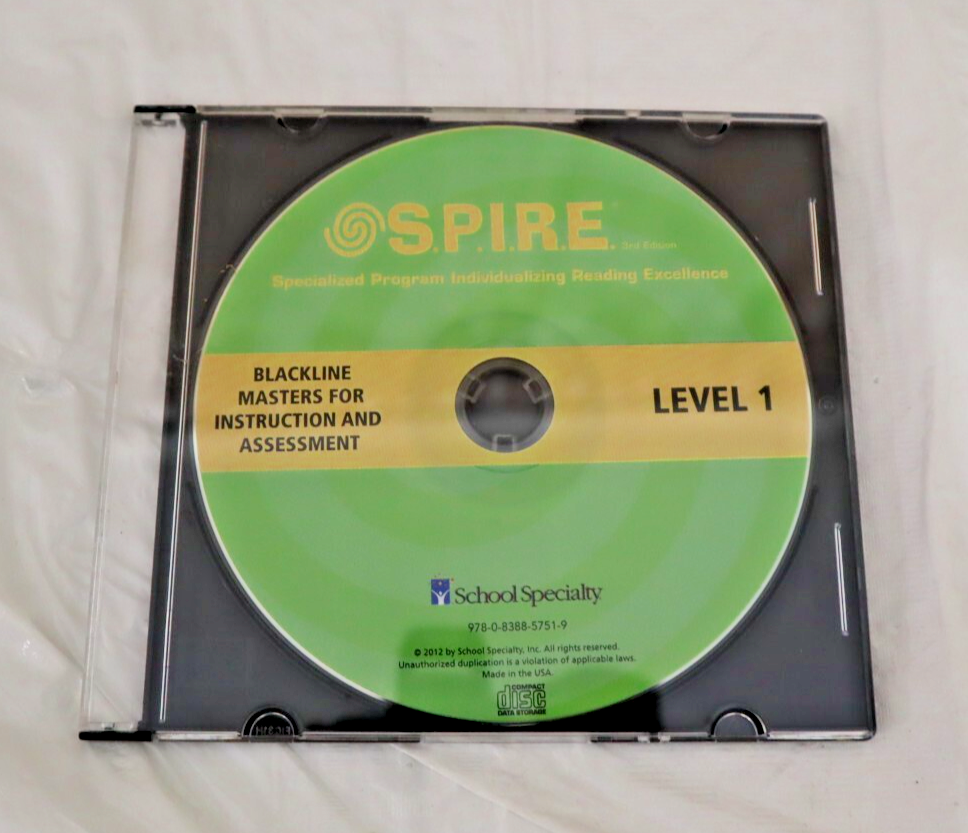 S.P.I.R.E. 3rd Edition
Specialized Program Individualizing Reading Excellence
BLACKLINE
MASTERS FOR
INSTRUCTION AND
ASSESSMENT
LEVEL 1
School Specialty
978-0-8388-5751-9
© 2012 by School Specialty, Inc. All rights reserved.
Unauthorized duplication is a violation of applicable laws.
Made in the USA.
COMPACT
disc
DATA STORAGE